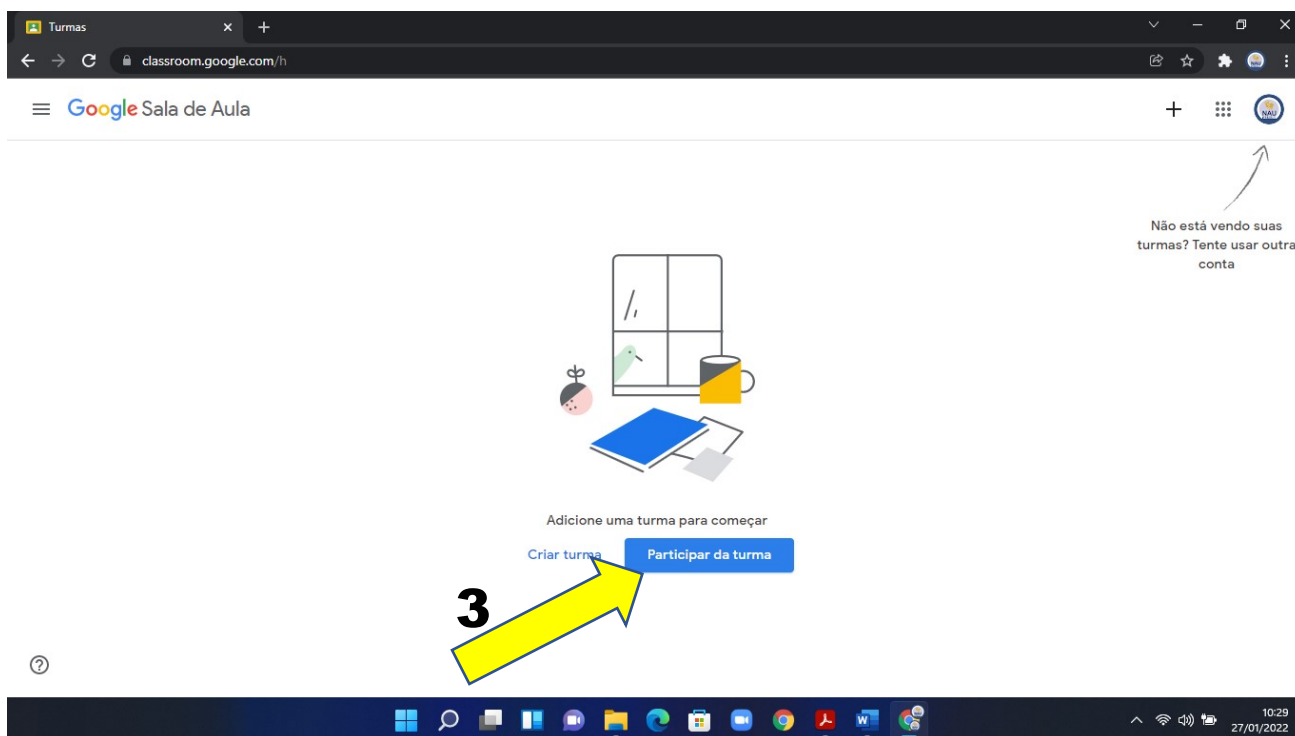 Turmas
classroom.google.com/h
Google Sala de Aula
NAU
Não está vendo suas
turmas? Tente usar outra
conta
Adicione uma turma para começar
Criar turma
Participar da turma
3
10:29
27/01/2022